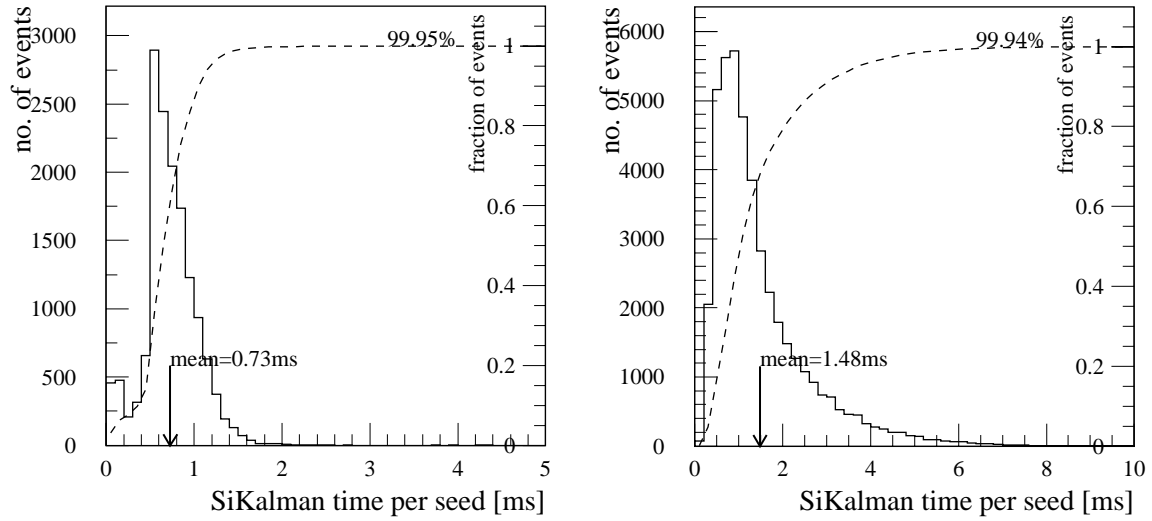 no. of events
3000
2500
2000
1500
1000
500
0
99.95%
mean=0.73ms
fraction of events
1
0.8
0.6
0.4
0.2
0
0 1 2 3 4 5
SiKalman time per seed [ms]
no. of events
6000
5000
4000
3000
2000
1000
0
99.94%
mean=1.48ms
fraction of events
1
0.8
0.6
0.4
0.2
0
0 2 4 6 8 10
SiKalman time per seed [ms]